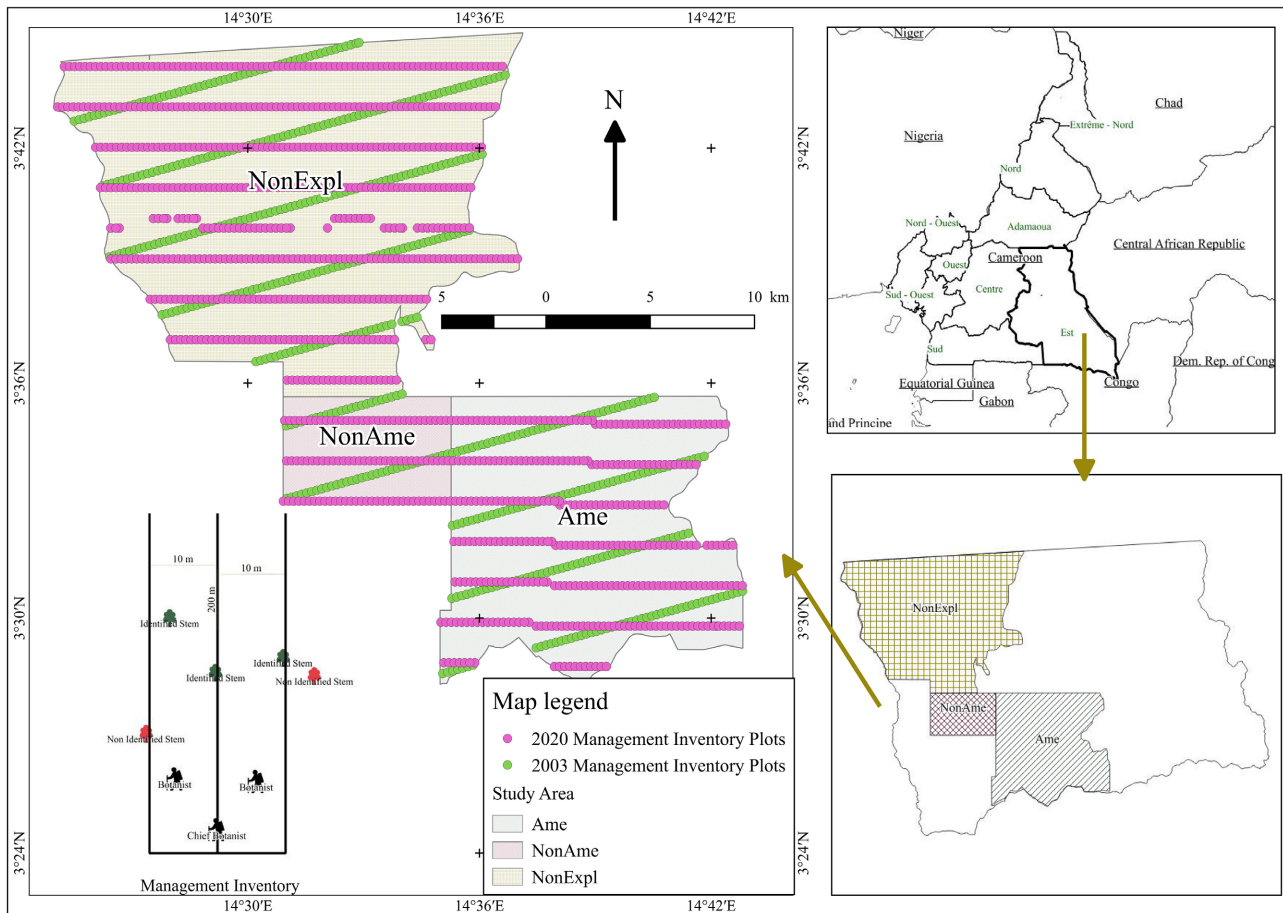 14°30'E
14°36'E
14°42'E
3°42'N
3°42'N
NonExpl
N
5 0 5 10 km
3°36'N
3°36'N
NonAme
Ame
3°30'N
3°30'N
3°24'N
3°24'N
10 m
10 m
200 m
Identified Stem
Identified Stem
Identified Stem
Non Identified Stem
Non Identified Stem
Botanist
Botanist
Chief Botanist
Management Inventory
Map legend
2020 Management Inventory Plots
2003 Management Inventory Plots
Study Area
Ame
NonAme
NonExpl
14°30'E
14°36'E
14°42'E
Niger
Chad
Nigeria
Extrême - Nord
Nord
Nord - Ouest
Adamaoua
Central African Republic
Cameroon
Ouest
Centre
Sud - Ouest
Est
Sud
Dem. Rep. of Cong
Equatorial Guinea
Congo
Gabon
nd Principe
NonExpl
NonAme
Ame